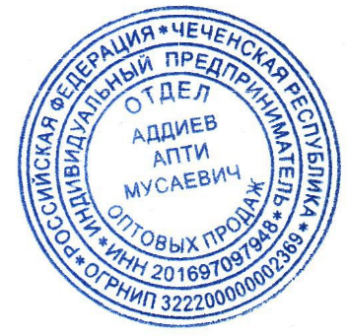 РОССИЙСКАЯ ФЕДЕРАЦИЯ * ЧЕЧЕНСКАЯ РЕСПУБЛИКА *
* ОГРНИП 322200000002369 *
ИНДИВИДУАЛЬНЫЙ ПРЕДПРИНИМАТЕЛЬ *
* ИНН 201697097948 *
ОТДЕЛ
АДДИЕВ
АПТИ
МУСАЕВИЧ
ОПТОВЫХ ПРОДАЖ